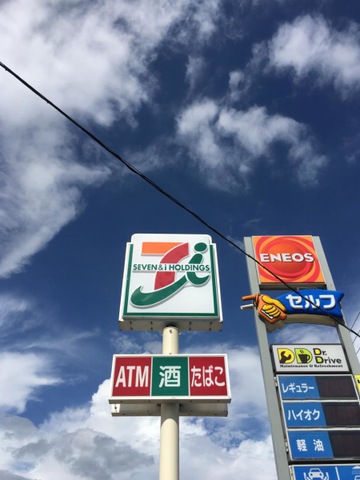 SEVEN & i HOLDINGS
ATM 酒 たばこ
ENEOS
セルフ
Dr. Drive
Maintenance & Refreshment
レギュラー
ハイオク
軽油